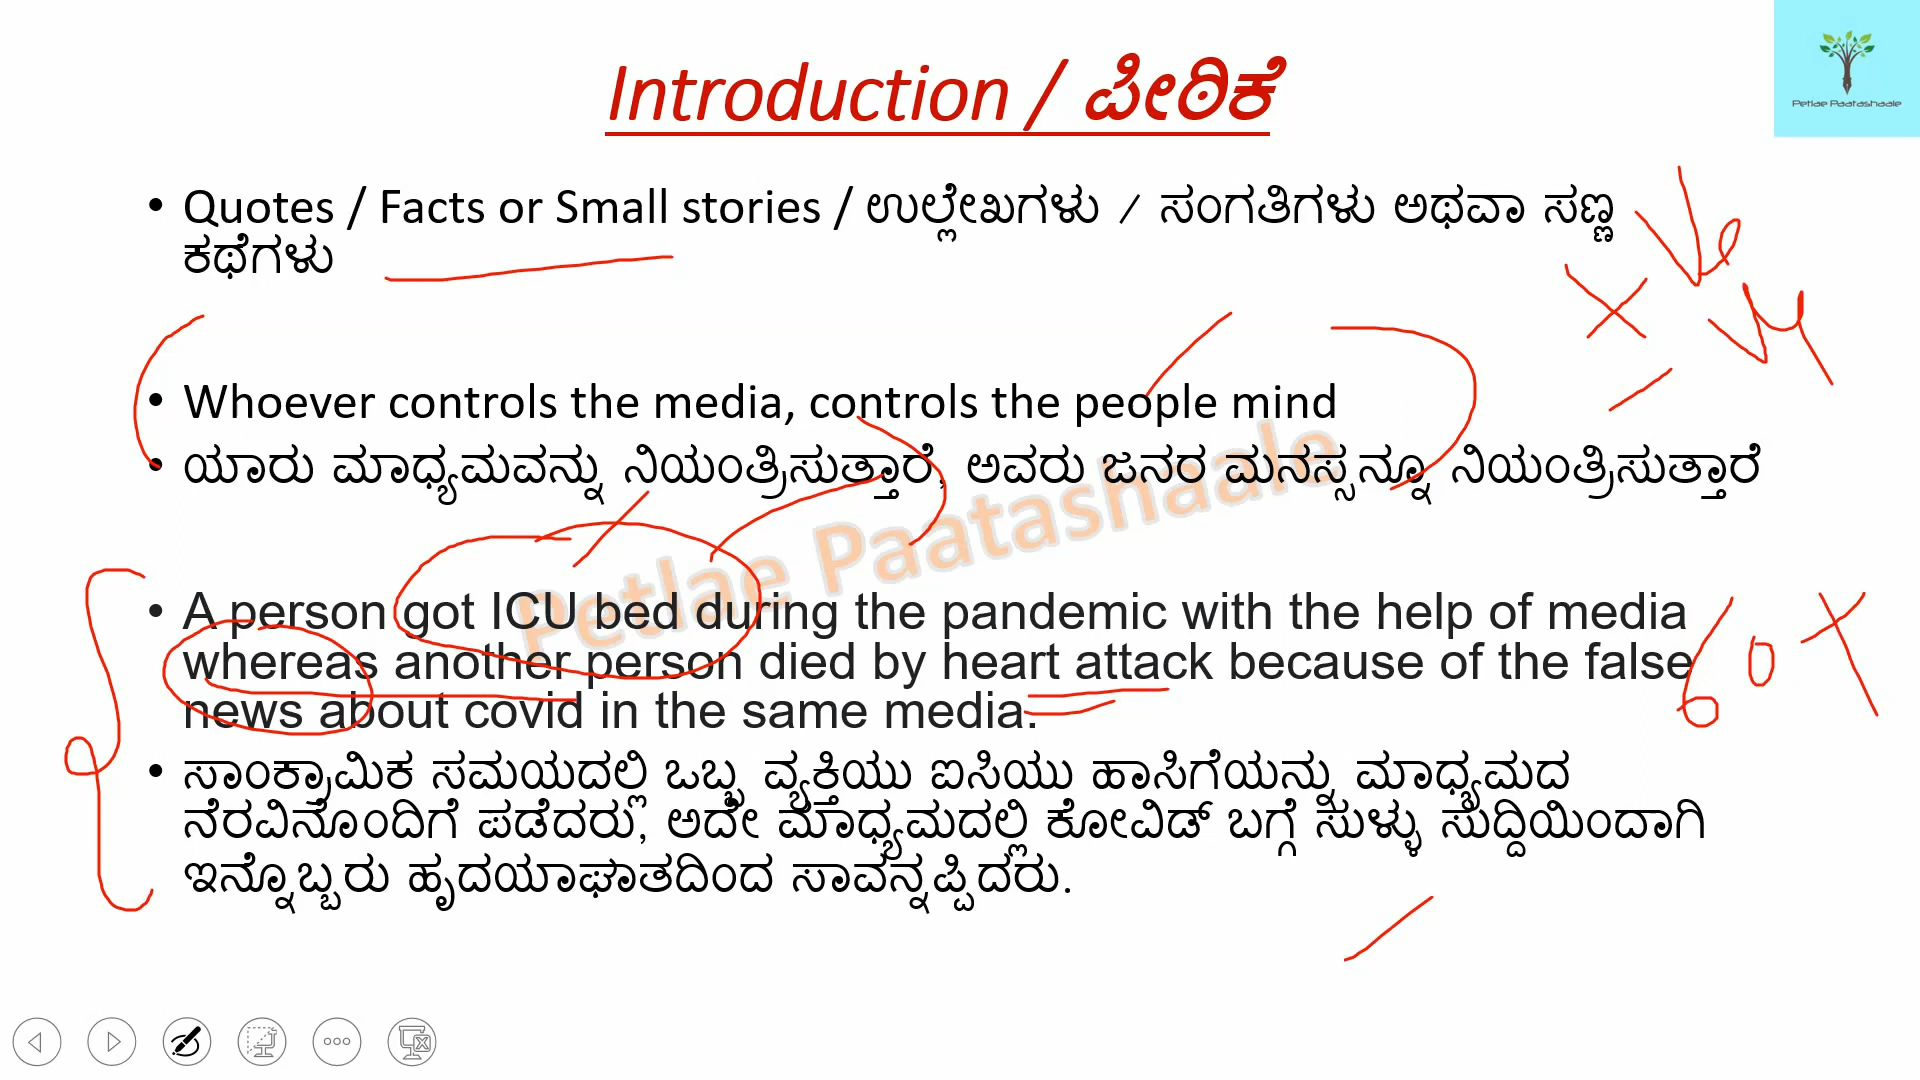 Introduction / ಪೀಠಿಕೆ
Petlae Paatashaale
• Quotes / Facts or Small stories / ಉಲ್ಲೇಖಗಳು / ಸಂಗತಿಗಳು ಅಥವಾ ಸಣ್ಣ
ಕಥೆಗಳು
• Whoever controls the media, controls the people mind
• ಯಾರು ಮಾಧ್ಯಮವನ್ನು ನಿಯಂತ್ರಿಸುತ್ತಾರೆ, ಅವರು ಜನರ ಮನಸ್ಸನ್ನೂ ನಿಯಂತ್ರಿಸುತ್ತಾರೆ
Petlae Paatashaale
• A person got ICU bed during the pandemic with the help of media
whereas another person died by heart attack because of the false
news about covid in the same media.
• ಸಾಂಕ್ರಾಮಿಕ ಸಮಯದಲ್ಲಿ ಒಬ್ಬ ವ್ಯಕ್ತಿಯು ಐಸಿಯು ಹಾಸಿಗೆಯನ್ನು ಮಾಧ್ಯಮದ
ನೆರವಿನೊಂದಿಗೆ ಪಡೆದರು, ಅದೇ ಮಾಧ್ಯಮದಲ್ಲಿ ಕೋವಿಡ್ ಬಗ್ಗೆ ಸುಳ್ಳು ಸುದ್ದಿಯಿಂದಾಗಿ
ಇನ್ನೊಬ್ಬರು ಹೃದಯಾಘಾತದಿಂದ ಸಾವನ್ನಪ್ಪಿದರು.